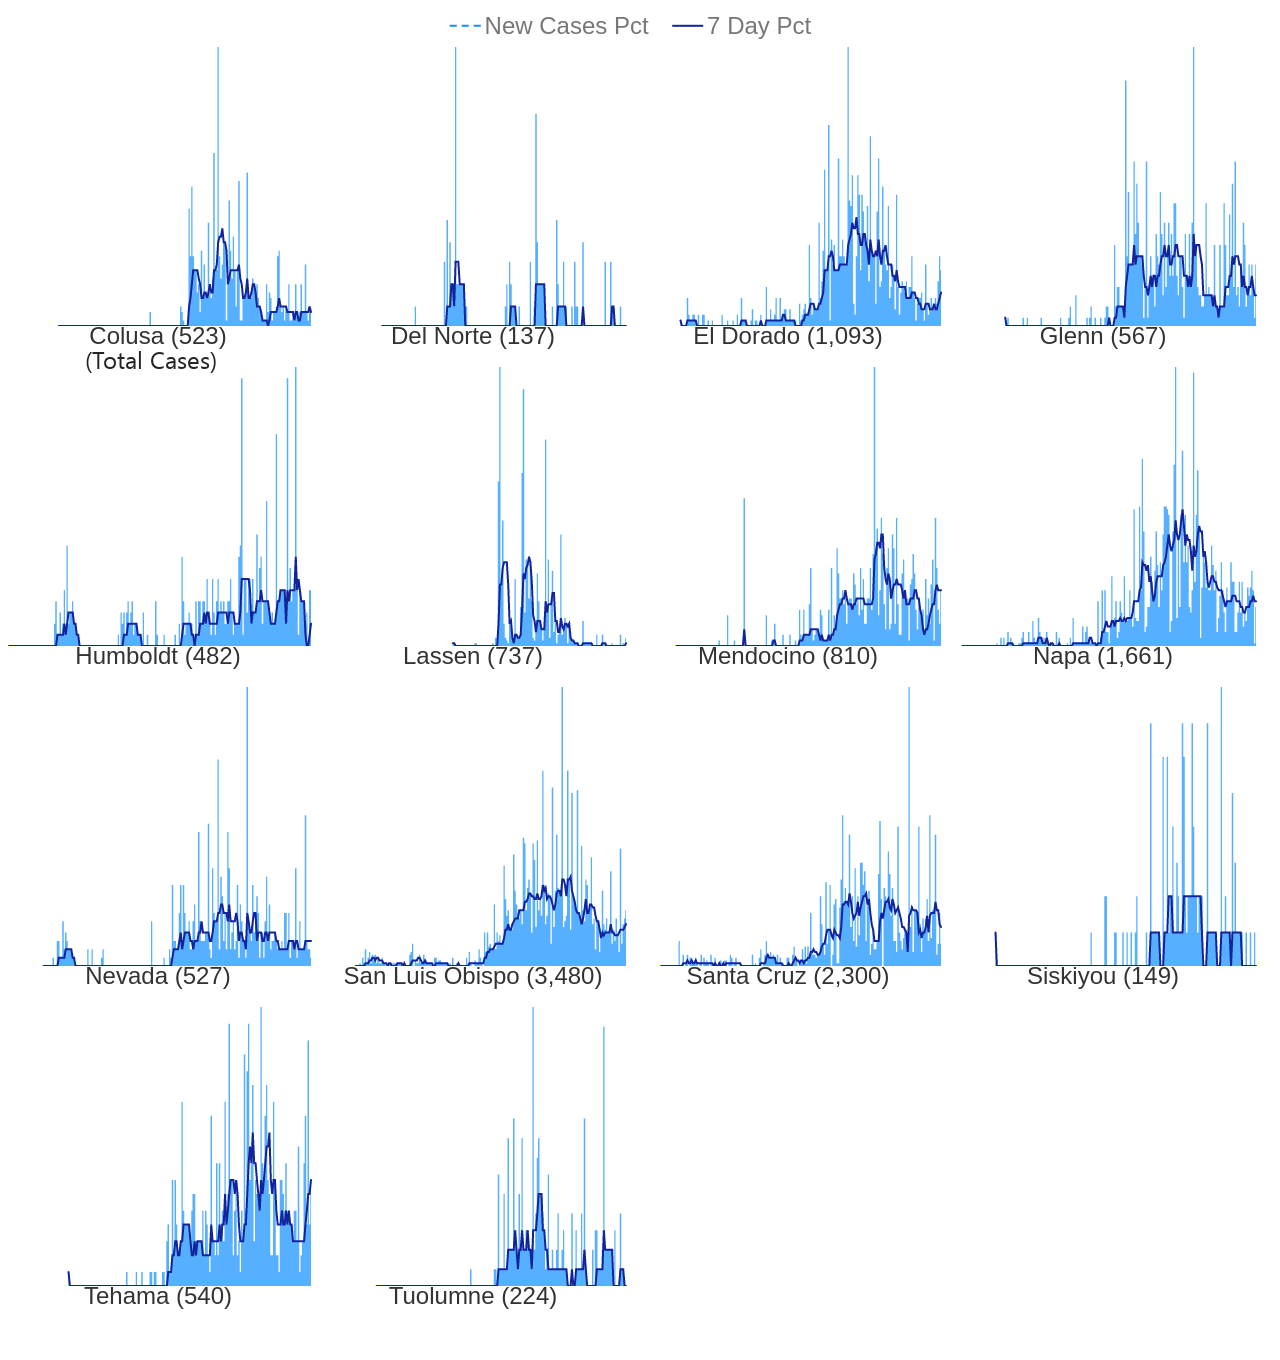 New Cases Pct 7 Day Pct
Colusa (523) Del Norte (137) El Dorado (1,093) Glenn (567)
(Total Cases)
Humboldt (482) Lassen (737) Mendocino (810) Napa (1,661)
Nevada (527) San Luis Obispo (3,480) Santa Cruz (2,300) Siskiyou (149)
Tehama (540) Tuolumne (224)